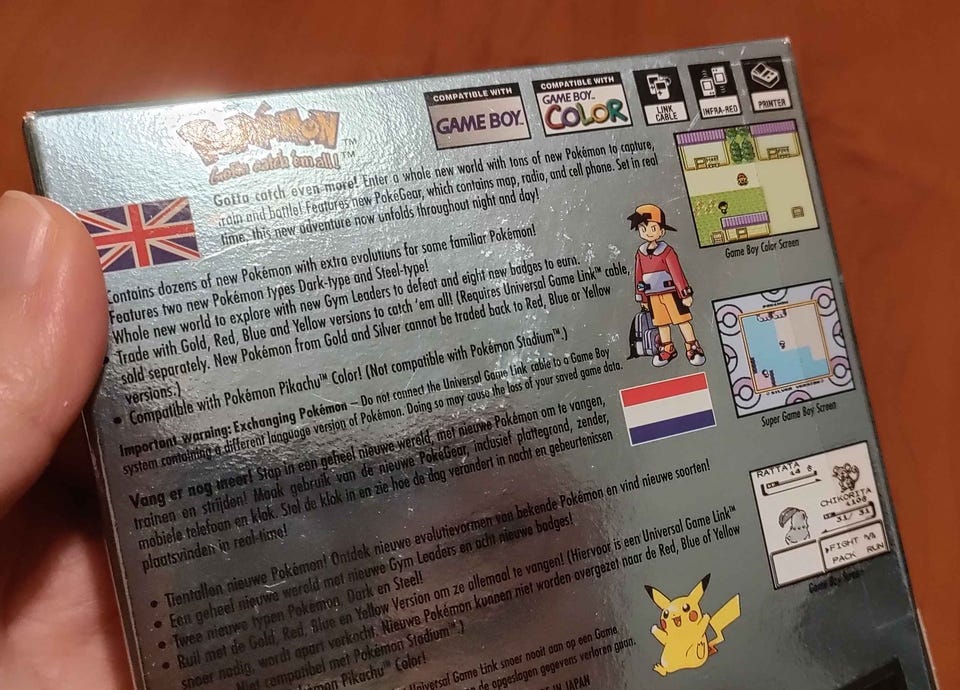 POKéMON™
Gotta catch 'em all!™
COMPATIBLE WITH
GAME BOY™
COMPATIBLE WITH
GAME BOY™
COLOR
LINK
CABLE
INFRA-RED
PRINTER
Gotta catch even more! Enter a whole new world with tons of new Pokémon to capture,
train and battle! Features new PokéGear, which contains map, radio, and cell phone. Set in real
time, this new adventure now unfolds throughout night and day!
Contains dozens of new Pokémon with extra evolutions for some familiar Pokémon!
Features two new Pokémon types Dark-type and Steel-type!
Whole new world to explore with new Gym Leaders to defeat and eight new badges to earn.
Trade with Gold, Red, Blue and Yellow versions to catch 'em all! (Requires Universal Game Link™ cable,
sold separately. New Pokémon from Gold and Silver cannot be traded back to Red, Blue or Yellow
versions.)
• Compatible with Pokémon Pikachu™ Color! (Not compatible with Pokémon Stadium™.)
Important Warning: Exchanging Pokémon – Do not connect the Universal Game Link cable to a Game Boy
system containing a different language version of Pokémon. Doing so may cause the loss of your saved game data.
Game Boy Color Screen
Super Game Boy Screen
Vang er nog meer! Stap in een geheel nieuwe wereld, met nieuwe Pokémon om te vangen,
trainen en strijden! Maak gebruik van de nieuwe PokéGear, inclusief plattegrond, zender,
mobiele telefoon en klok. Stel de klok in en zie hoe de dag verandert in nacht en gebeurtenissen
plaatsvinden in real-time!
• Tientallen nieuwe Pokémon! Ontdek nieuwe evolutievormen van bekende Pokémon en vind nieuwe soorten!
• Een geheel nieuwe wereld met nieuwe Gym Leaders en acht nieuwe badges!
• Twee nieuwe typen Pokémon, Dark en Steel!
• Ruil met de Gold, Red, Blue en Yellow Version om ze allemaal te vangen! (Hiervoor is een Universal Game Link™
snoer nodig, wordt apart verkocht. Nieuwe Pokémon kunnen niet worden overgezet naar de Red, Blue of Yellow
Niet compatibel met Pokémon Stadium™.)
Pokémon Pikachu™ Color!
Universal Game Link snoer nooit aan op een Game
de opgeslagen gegevens verloren gaan.
IN JAPAN
RATTATA
CHIKORITA
31/ 31
▶FIGHT
PACK RUN
Game Boy Screen